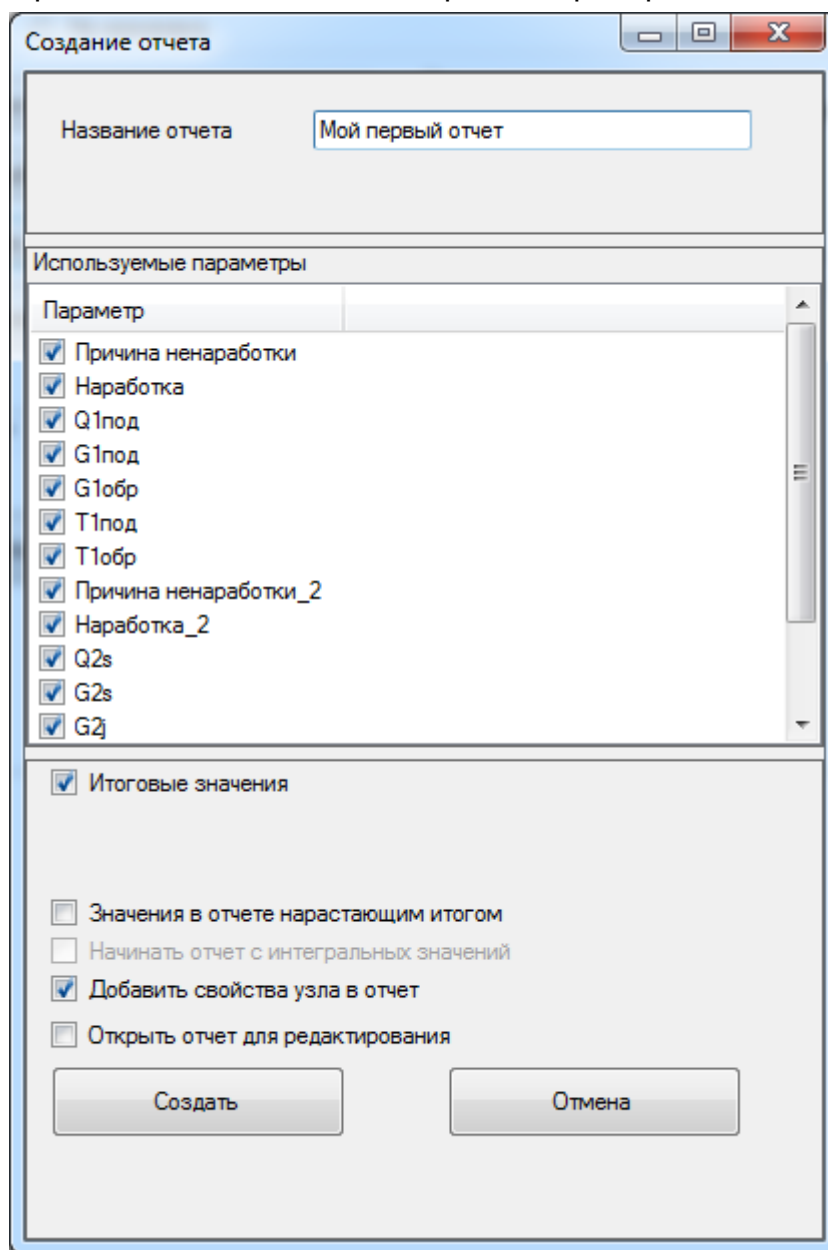 Создание отчета
Название отчета Мой первый отчет
Используемые параметры
Параметр
Причина ненаработки
Наработка
Q1под
G1под
G1обр
T1под
T1обр
Причина ненаработки_2
Наработка_2
Q2s
G2s
G2j
Итоговые значения
Значения в отчете нарастающим итогом
Начинать отчет с интегральных значений
Добавить свойства узла в отчет
Открыть отчет для редактирования
Создать Отмена